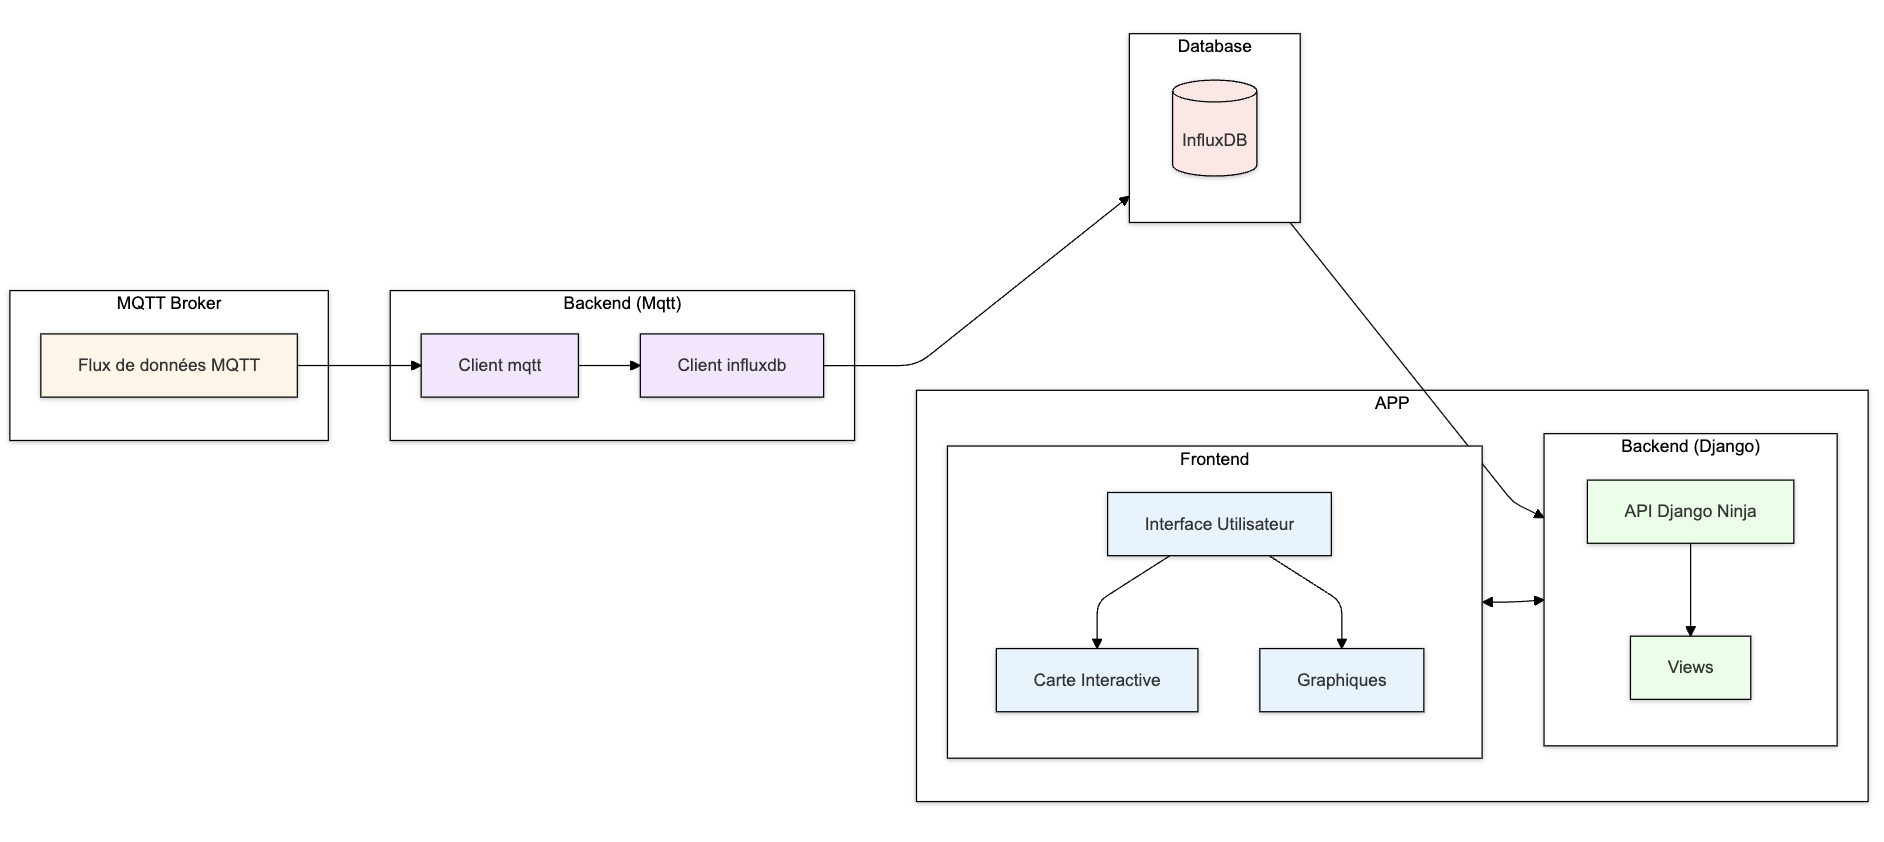 Database
InfluxDB
MQTT Broker
Flux de données MQTT
Backend (Mqtt)
Client mqtt
Client influxdb
APP
Frontend
Interface Utilisateur
Carte Interactive
Graphiques
Backend (Django)
API Django Ninja
Views